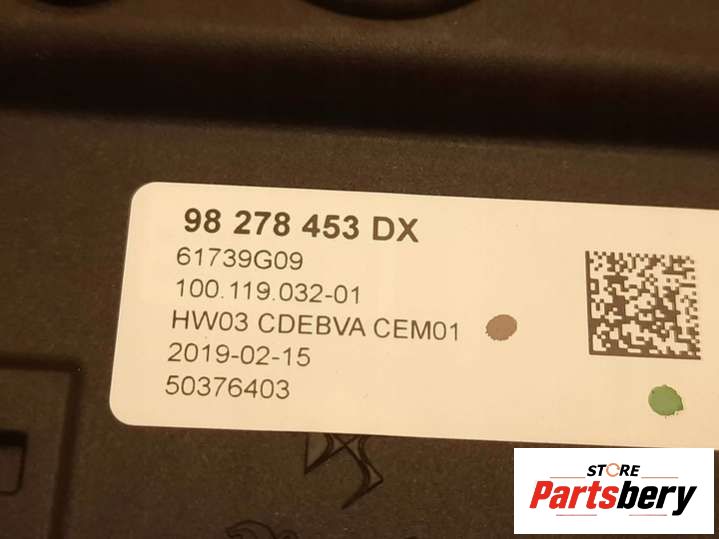 98 278 453 DX
61739G09
100.119.032-01
HW03 CDEBVA CEM01
2019-02-15
50376403
STORE
Partsbery